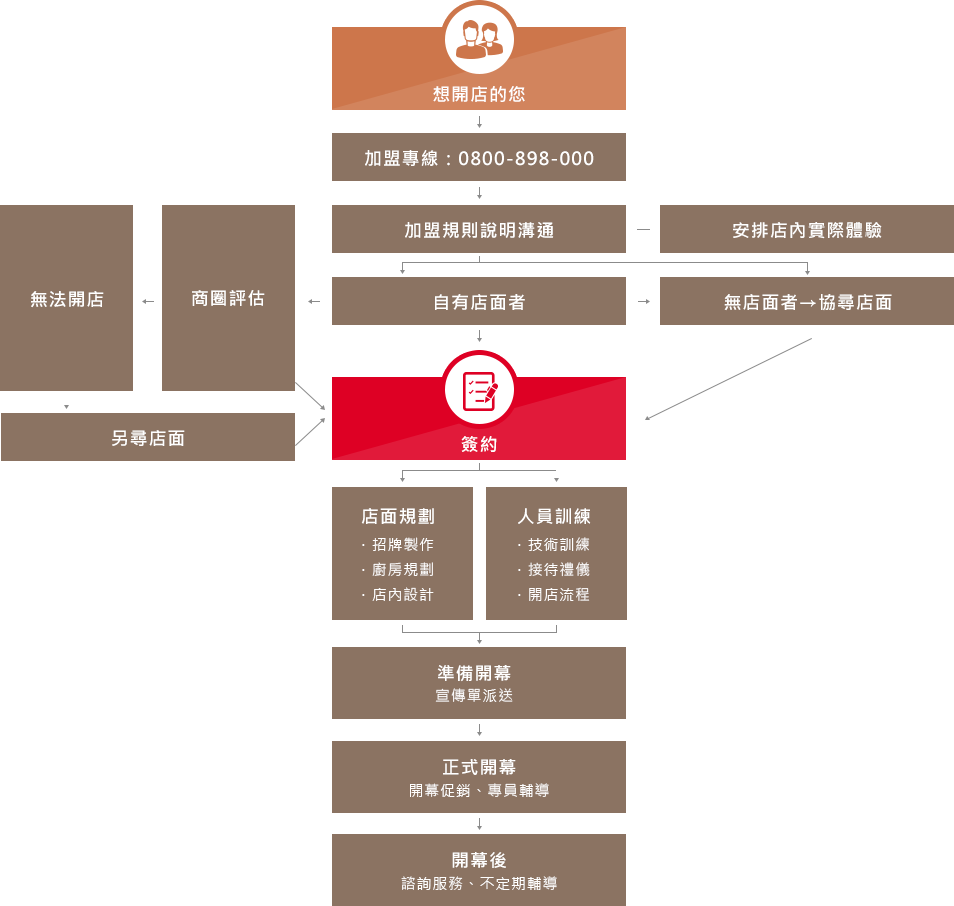 想開店的您
加盟專線：0800-898-000
加盟規則說明溝通
安排店內實際體驗
無法開店
商圈評估
自有店面者
無店面者→協尋店面
另尋店面
簽約
店面規劃
· 招牌製作
· 廚房規劃
· 店內設計
人員訓練
· 技術訓練
· 接待禮儀
· 開店流程
準備開幕
宣傳單派送
正式開幕
開幕促銷、專員輔導
開幕後
諮詢服務、不定期輔導